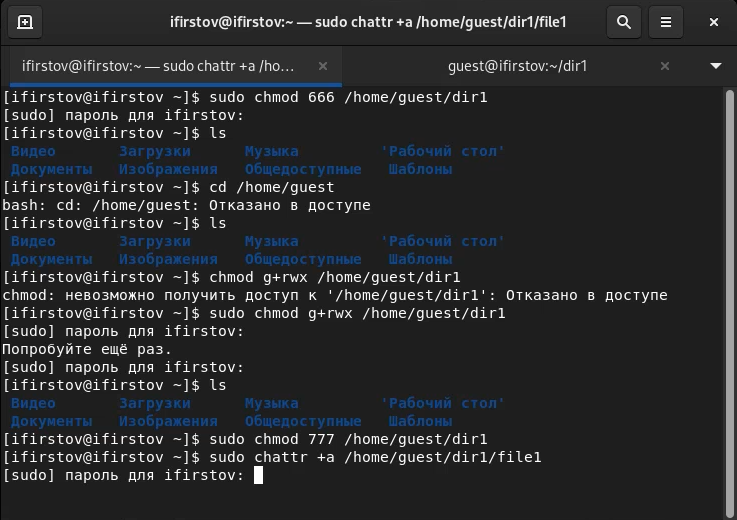 ifirstov@ifirstov:~ — sudo chattr +a /home/guest/dir1/file1
ifirstov@ifirstov:~ — sudo chattr +a /ho…
guest@ifirstov:~/dir1
[ifirstov@ifirstov ~]$ sudo chmod 666 /home/guest/dir1
[sudo] пароль для ifirstov:
[ifirstov@ifirstov ~]$ ls
Видео Загрузки Музыка 'Рабочий стол'
Документы Изображения Общедоступные Шаблоны
[ifirstov@ifirstov ~]$ cd /home/guest
bash: cd: /home/guest: Отказано в доступе
[ifirstov@ifirstov ~]$ ls
Видео Загрузки Музыка 'Рабочий стол'
Документы Изображения Общедоступные Шаблоны
[ifirstov@ifirstov ~]$ chmod g+rwx /home/guest/dir1
chmod: невозможно получить доступ к '/home/guest/dir1': Отказано в доступе
[ifirstov@ifirstov ~]$ sudo chmod g+rwx /home/guest/dir1
[sudo] пароль для ifirstov:
Попробуйте ещё раз.
[sudo] пароль для ifirstov:
[ifirstov@ifirstov ~]$ ls
Видео Загрузки Музыка 'Рабочий стол'
Документы Изображения Общедоступные Шаблоны
[ifirstov@ifirstov ~]$ sudo chmod 777 /home/guest/dir1
[ifirstov@ifirstov ~]$ sudo chattr +a /home/guest/dir1/file1
[sudo] пароль для ifirstov: